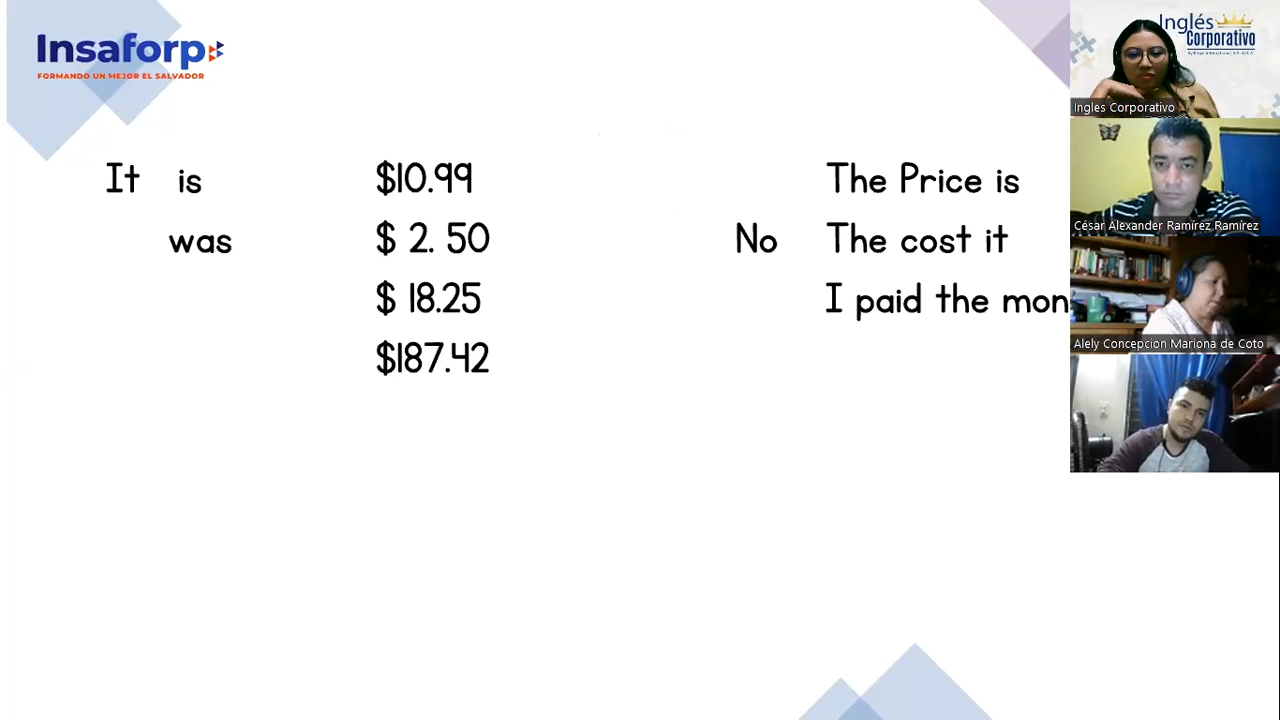 Insaforp
FORMANDO UN MEJOR EL SALVADOR
It is $10.99 The Price is
was $ 2. 50 No The cost it
$ 18.25 I paid the mon
$187.42
Inglés
Corporativo
Ingles Corporativo
César Alexander Ramírez Ramírez
Alely Concepcion Mariona de Coto